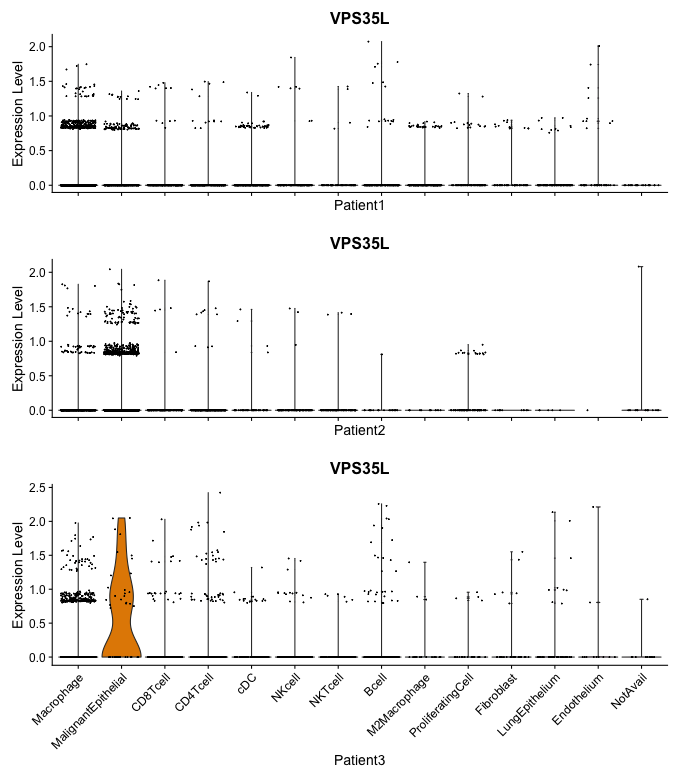 VPS35L
Expression Level
2.0
1.5
1.0
0.5
0.0
Patient1
VPS35L
Expression Level
2.0
1.5
1.0
0.5
0.0
Patient2
VPS35L
Expression Level
2.5
2.0
1.5
1.0
0.5
0.0
Macrophage
MalignantEpithelial
CD8Tcell
CD4Tcell
cDC
NKcell
NKTcell
Bcell
M2Macrophage
ProliferatingCell
Fibroblast
LungEpithelium
Endothelium
NotAvail
Patient3